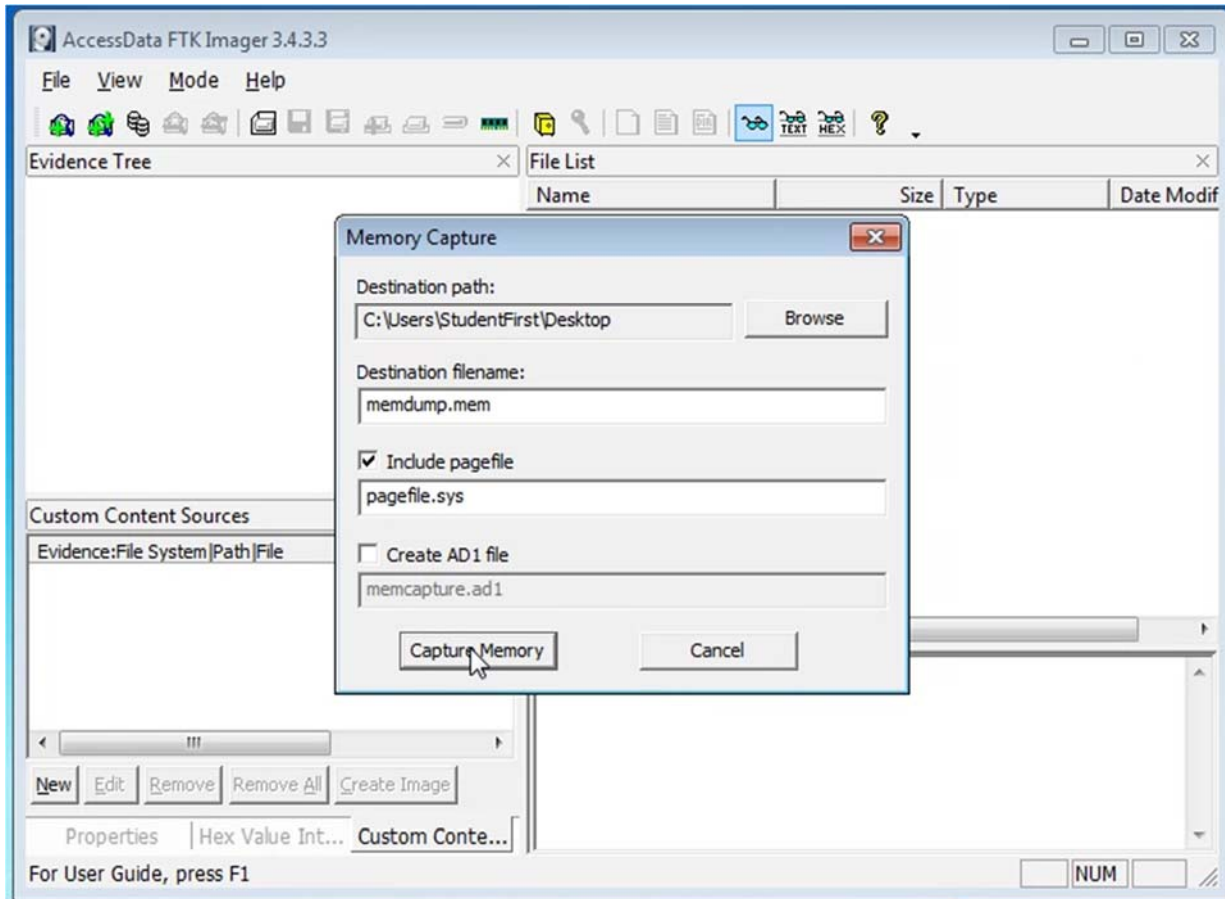 AccessData FTK Imager 3.4.3.3
File View Mode Help
TEXT HEX
Evidence Tree
File List
Name Size Type Date Modif
Memory Capture
Destination path:
C:\Users\StudentFirst\Desktop Browse
Destination filename:
memdump.mem
Include pagefile
pagefile.sys
Create AD1 file
memcapture.ad1
Capture Memory Cancel
Custom Content Sources
Evidence:File System|Path|File
New Edit Remove Remove All Create Image
Properties Hex Value Int... Custom Conte...
For User Guide, press F1 NUM